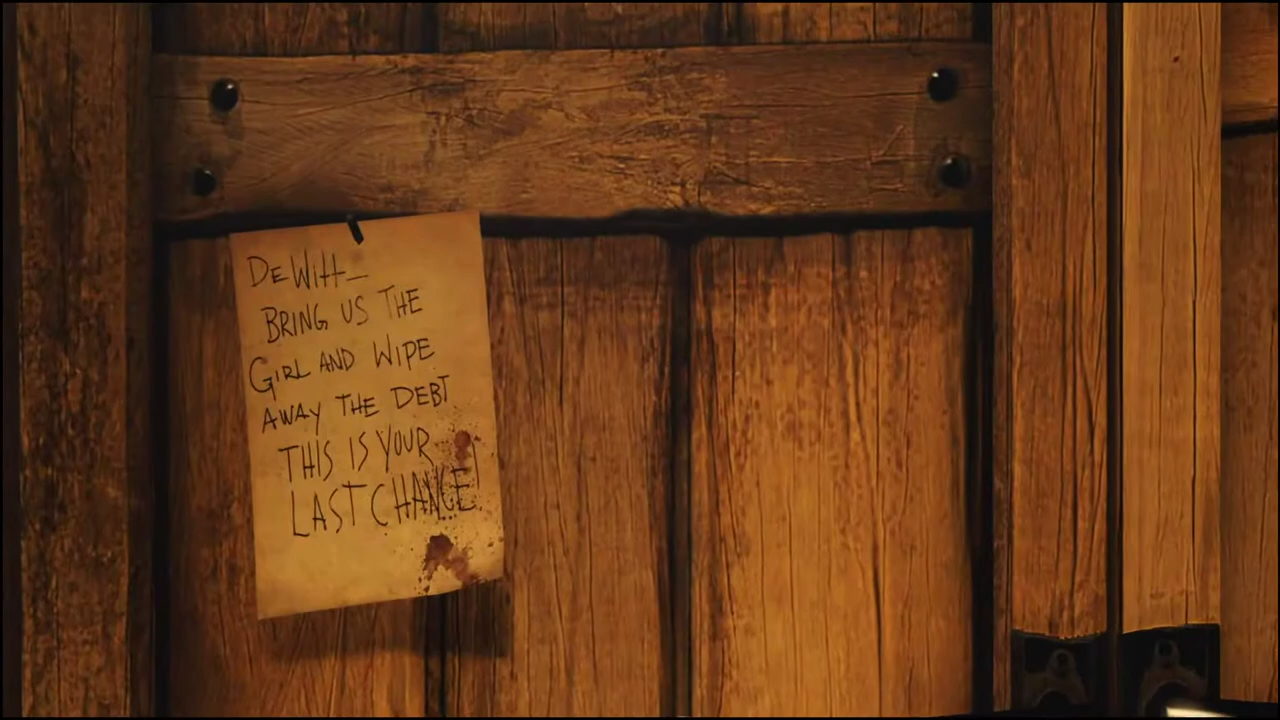 DeWitt—
BRING US THE
GIRL AND WIPE
AWAY THE DEBT
THIS IS YOUR
LAST CHANCE!